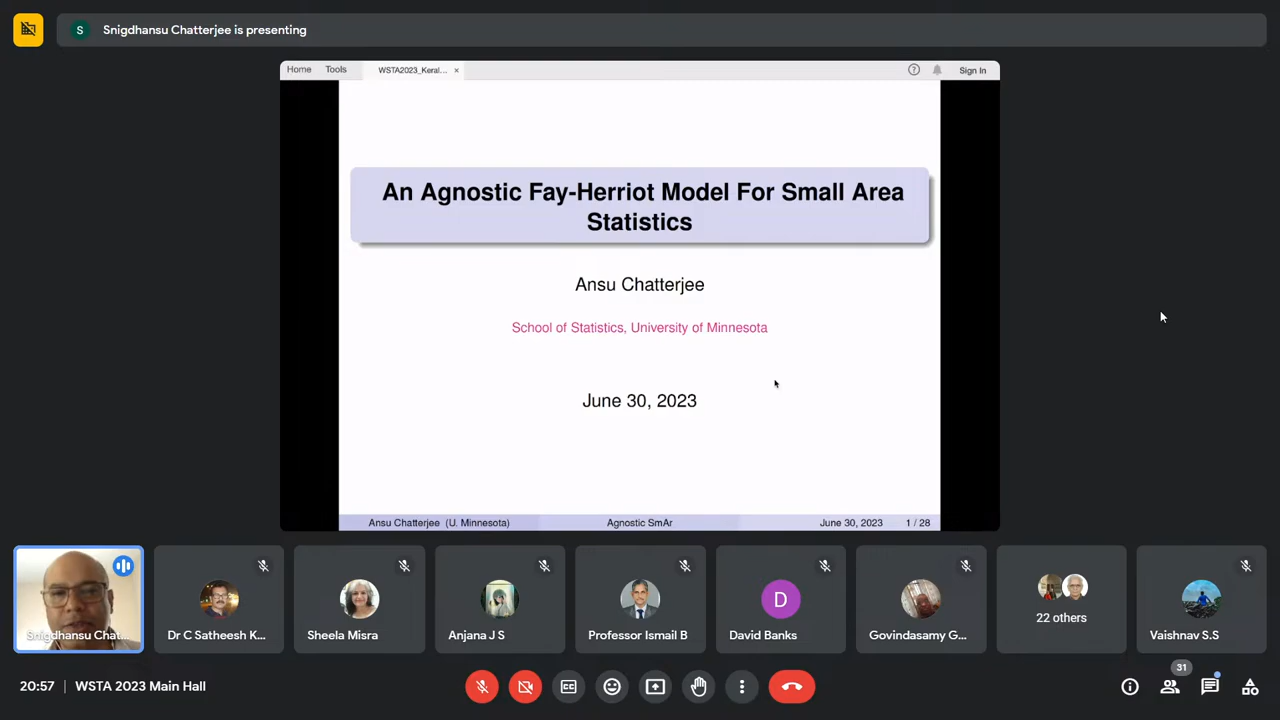 S
Snigdhansu Chatterjee is presenting
Home Tools WSTA2023_Keral... × ? Sign In
An Agnostic Fay-Herriot Model For Small Area
Statistics
Ansu Chatterjee
School of Statistics, University of Minnesota
June 30, 2023
Ansu Chatterjee (U. Minnesota) Agnostic SmAr June 30, 2023 1 / 28
D
Snigdhansu Chat...
Dr C Satheesh K...
Sheela Misra
Anjana J S
Professor Ismail B
David Banks
Govindasamy G...
22 others
Vaishnav S.S
20:57 | WSTA 2023 Main Hall
CC
31